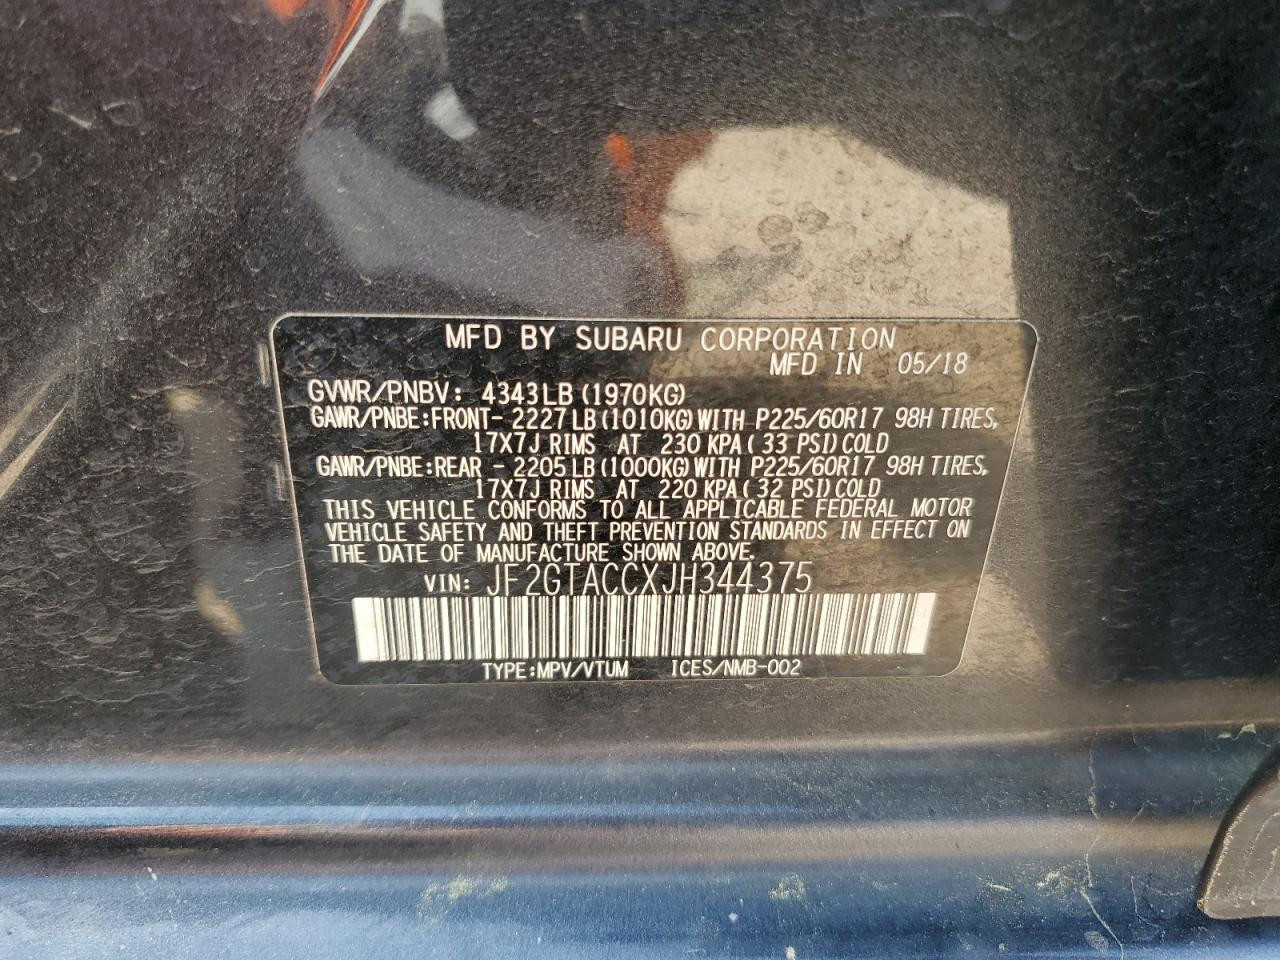 MFD BY SUBARU CORPORATION
MFD IN 05/18
GVWR/PNBV: 4343LB(1970KG)
GAWR/PNBE:FRONT- 2227LB(1010KG)WITH P225/60R17 98H TIRES,
17X7J RIMS AT 230 KPA( 33 PSI)COLD
GAWR/PNBE:REAR - 2205LB(1000KG)WITH P225/60R17 98H TIRES,
17X7J RIMS AT 220 KPA( 32 PSI)COLD
THIS VEHICLE CONFORMS TO ALL APPLICABLE FEDERAL MOTOR
VEHICLE SAFETY AND THEFT PREVENTION STANDARDS IN EFFECT ON
THE DATE OF MANUFACTURE SHOWN ABOVE.
VIN: JF2GTACCXJH344375
TYPE:MPV/VTUM ICES/NMB-002